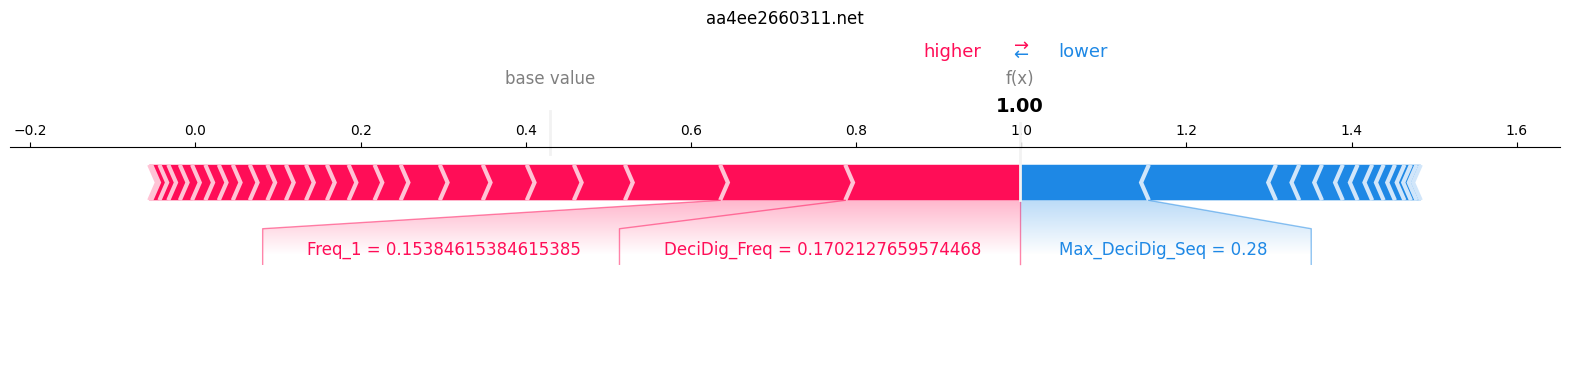 aa4ee2660311.net
higher → ← lower
base value f(x)
1.00
−0.2 0.0 0.2 0.4 0.6 0.8 1.0 1.2 1.4 1.6
Freq_1 = 0.15384615384615385 DeciDig_Freq = 0.1702127659574468 Max_DeciDig_Seq = 0.28